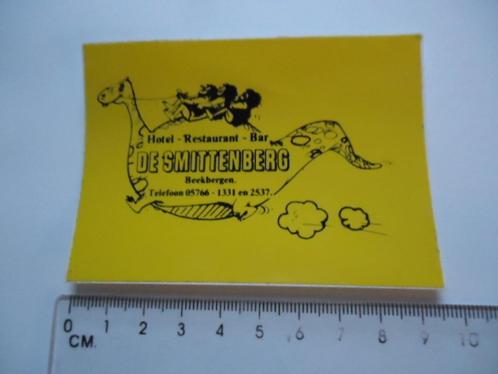 Hotel - Restaurant - Bar
DE SMITTENBERG
Beekbergen.
Telefoon 05766 - 1331 en 2537.
0 1 2 3 4 5 6 7 8 9 10
CM.